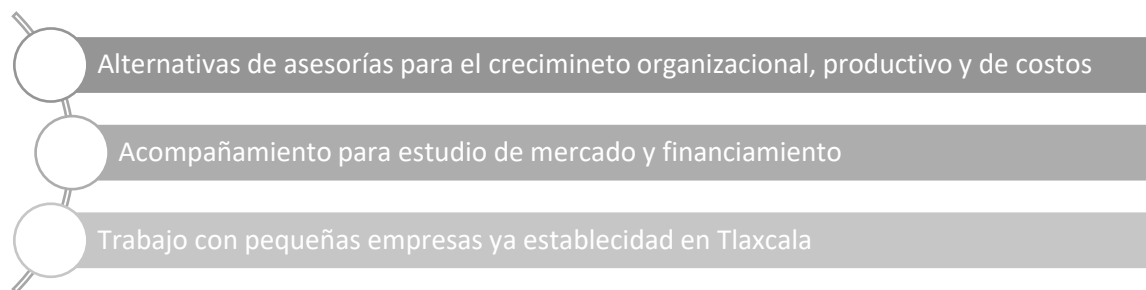 Alternativas de asesorías para el crecimineto organizacional, productivo y de costos
Acompañamiento para estudio de mercado y financiamiento
Trabajo con pequeñas empresas ya establecidad en Tlaxcala